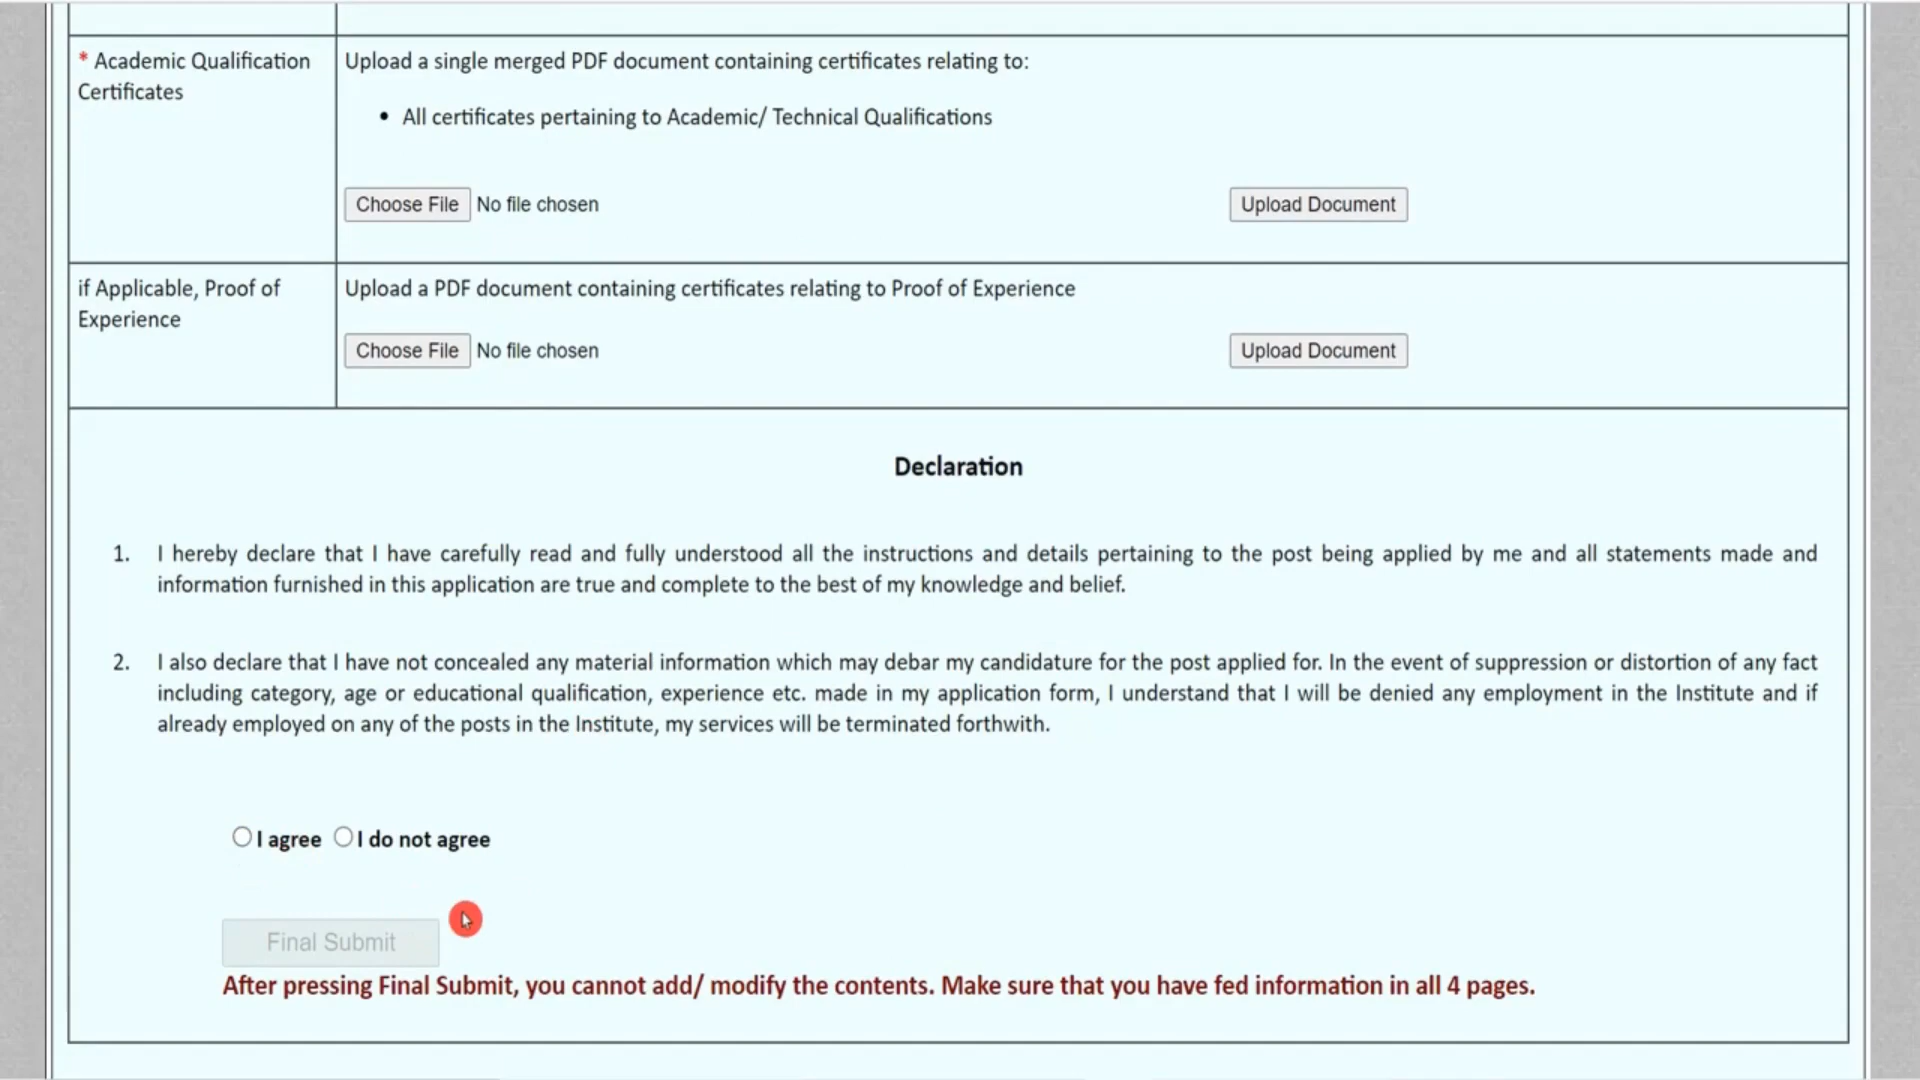 * Academic Qualification
Certificates
Upload a single merged PDF document containing certificates relating to:
• All certificates pertaining to Academic/ Technical Qualifications
Choose File No file chosen
Upload Document
if Applicable, Proof of
Experience
Upload a PDF document containing certificates relating to Proof of Experience
Choose File No file chosen
Upload Document
Declaration
1. I hereby declare that I have carefully read and fully understood all the instructions and details pertaining to the post being applied by me and all statements made and
information furnished in this application are true and complete to the best of my knowledge and belief.
2. I also declare that I have not concealed any material information which may debar my candidature for the post applied for. In the event of suppression or distortion of any fact
including category, age or educational qualification, experience etc. made in my application form, I understand that I will be denied any employment in the Institute and if
already employed on any of the posts in the Institute, my services will be terminated forthwith.
I agree I do not agree
Final Submit
After pressing Final Submit, you cannot add/ modify the contents. Make sure that you have fed information in all 4 pages.